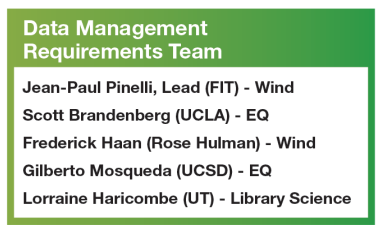 Data Management
Requirements Team
Jean-Paul Pinelli, Lead (FIT) - Wind
Scott Brandenberg (UCLA) - EQ
Frederick Haan (Rose Hulman) - Wind
Gilberto Mosqueda (UCSD) - EQ
Lorraine Haricombe (UT) - Library Science